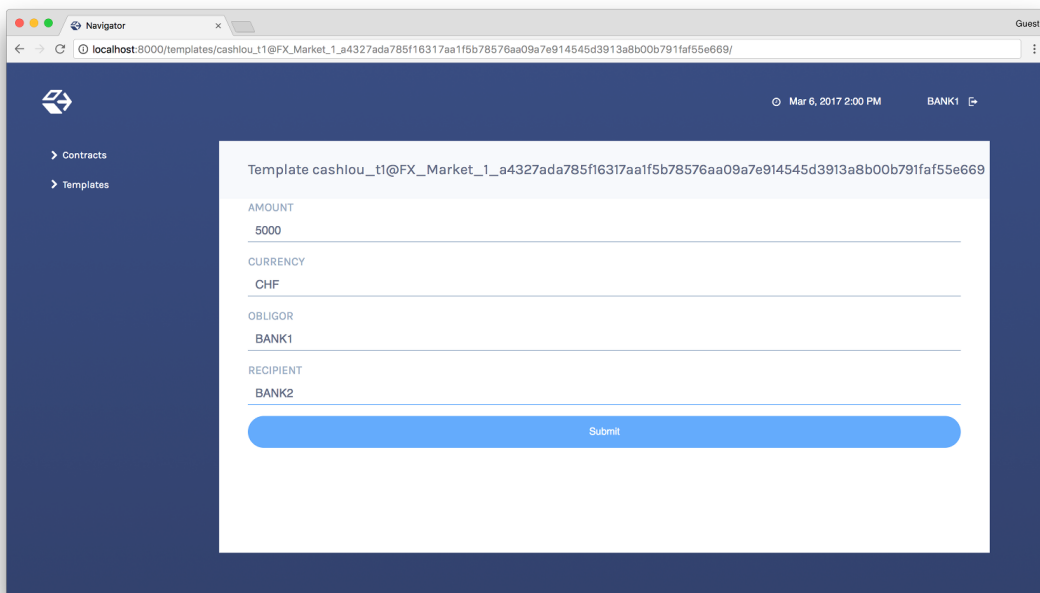 Navigator
Guest
localhost:8000/templates/cashIou_t1@FX_Market_1_a4327ada785f16317aa1f5b78576aa09a7e914545d3913a8b00b791faf55e669/
Mar 6, 2017 2:00 PM BANK1
Contracts
Templates
Template cashIou_t1@FX_Market_1_a4327ada785f16317aa1f5b78576aa09a7e914545d3913a8b00b791faf55e669
AMOUNT
5000
CURRENCY
CHF
OBLIGOR
BANK1
RECIPIENT
BANK2
Submit